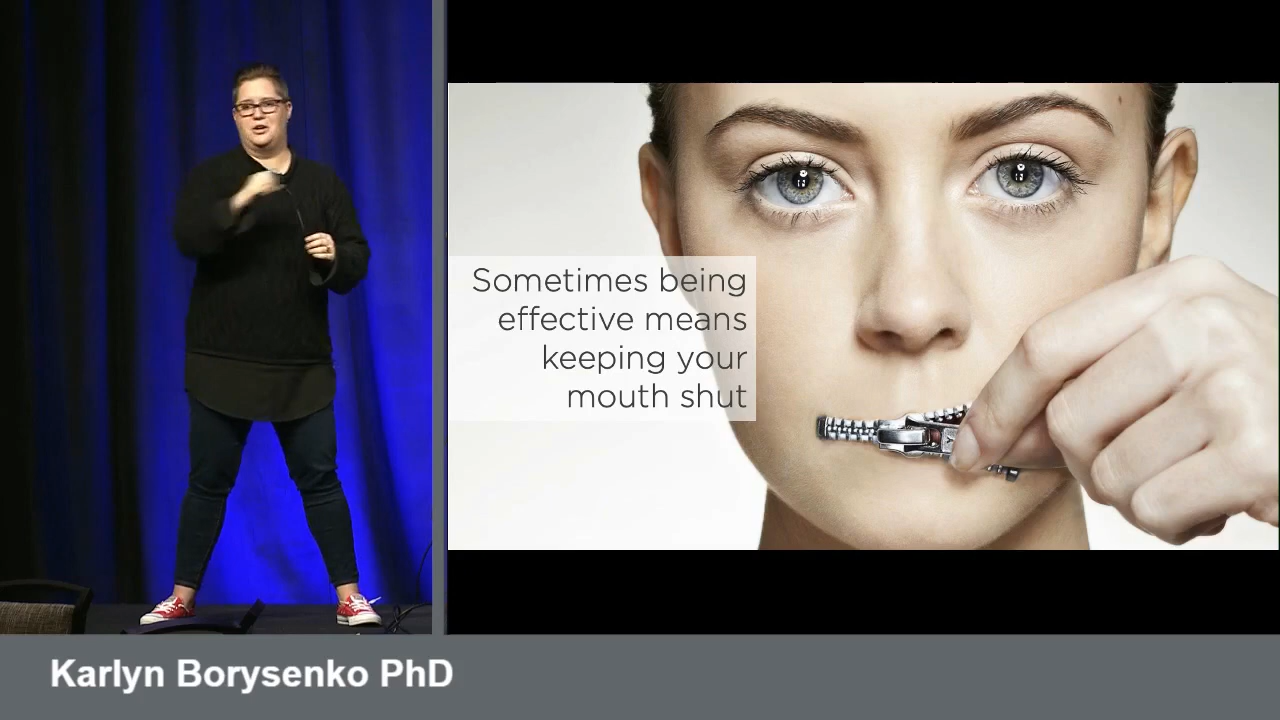 Sometimes being
effective means
keeping your
mouth shut
Karlyn Borysenko PhD